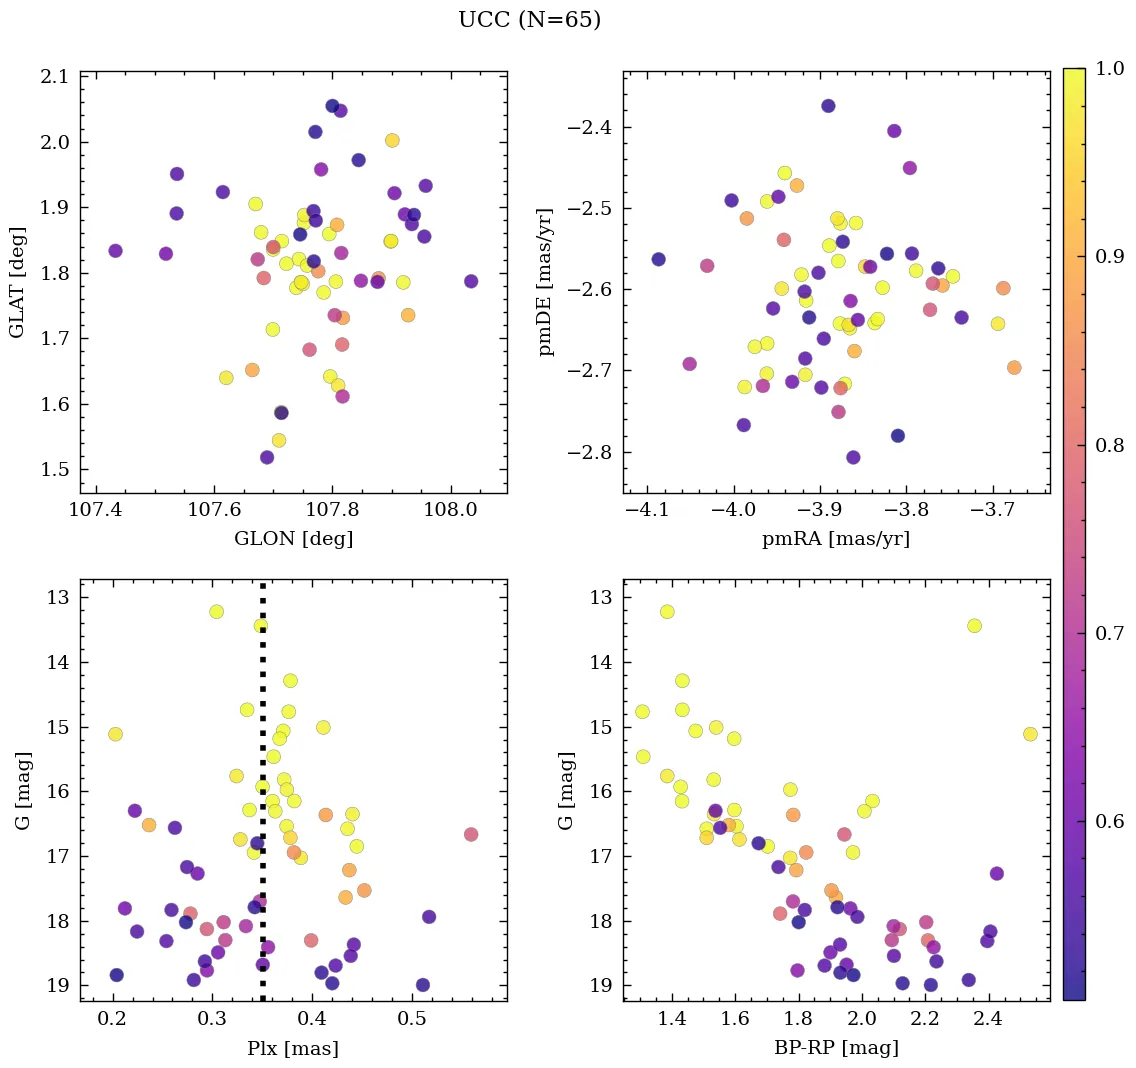 UCC (N=65)
2.1
2.0
1.9
1.8
1.7
1.6
1.5
GLAT [deg]
107.4 107.6 107.8 108.0
GLON [deg]
−2.4
−2.5
−2.6
−2.7
−2.8
pmDE [mas/yr]
−4.1 −4.0 −3.9 −3.8 −3.7
pmRA [mas/yr]
1.0
0.9
0.8
0.7
0.6
13
14
15
16
17
18
19
G [mag]
0.2 0.3 0.4 0.5
Plx [mas]
13
14
15
16
17
18
19
G [mag]
1.4 1.6 1.8 2.0 2.2 2.4
BP-RP [mag]